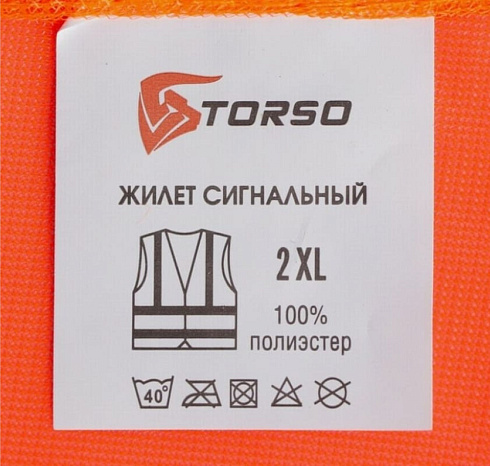 TORSO
ЖИЛЕТ СИГНАЛЬНЫЙ
2XL
100%
полиэстер
40°